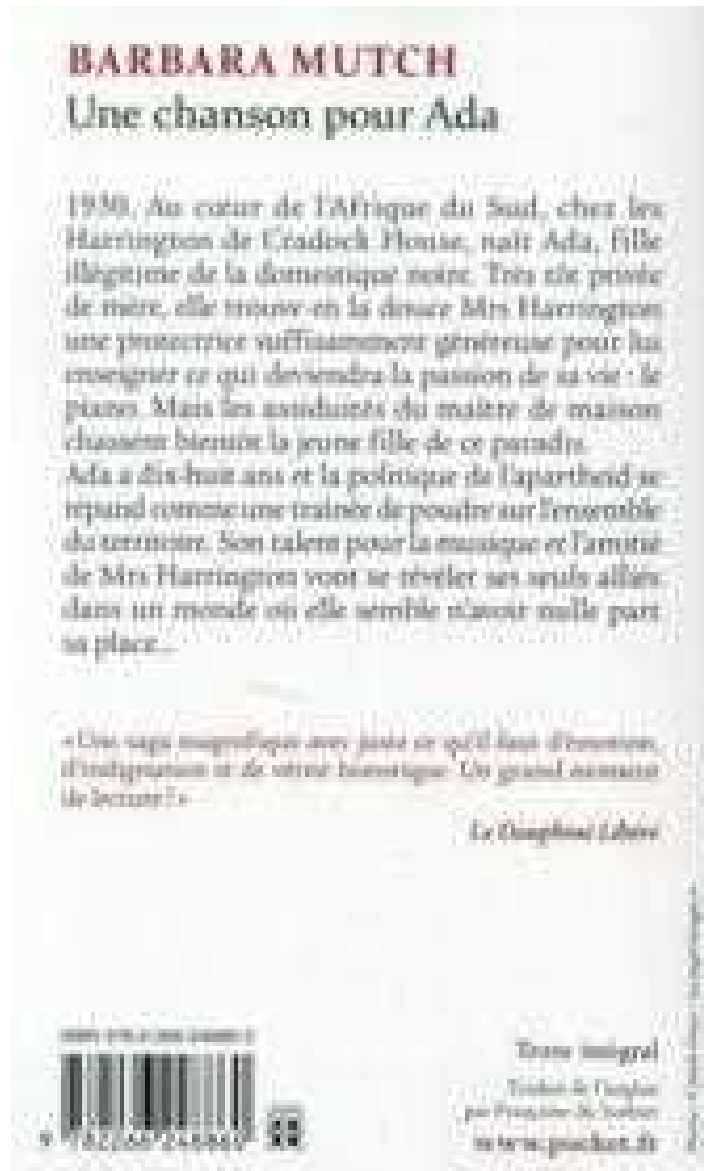 BARBARA MUTCH
Une chanson pour Ada
1930. Au cœur de l'Afrique du Sud, chez les
Harrington de Cradock House, naît Ada, fille
illégitime de la domestique noire. Très tôt privée
de mère, elle trouve en la douce Mrs Harrington
une protectrice suffisamment généreuse pour lui
enseigner ce qui deviendra la passion de sa vie : le
piano. Mais les assiduités du maître de maison
chassent bientôt la jeune fille de ce paradis.
Ada a dix-huit ans et la politique de l'apartheid se
répand comme une traînée de poudre sur l'ensemble
du territoire. Son talent pour la musique et l'amitié
de Mrs Harrington vont se révéler ses seuls alliés
dans un monde où elle semble n'avoir nulle part
sa place...
« Une saga magnifique avec juste ce qu'il faut d'émotion,
d'indignation et de vérité historique. Un grand moment
de lecture ! »
Le Dauphiné Libéré
Texte intégral
Traduit de l'anglais
par Françoise du Sorbier
www.pocket.fr